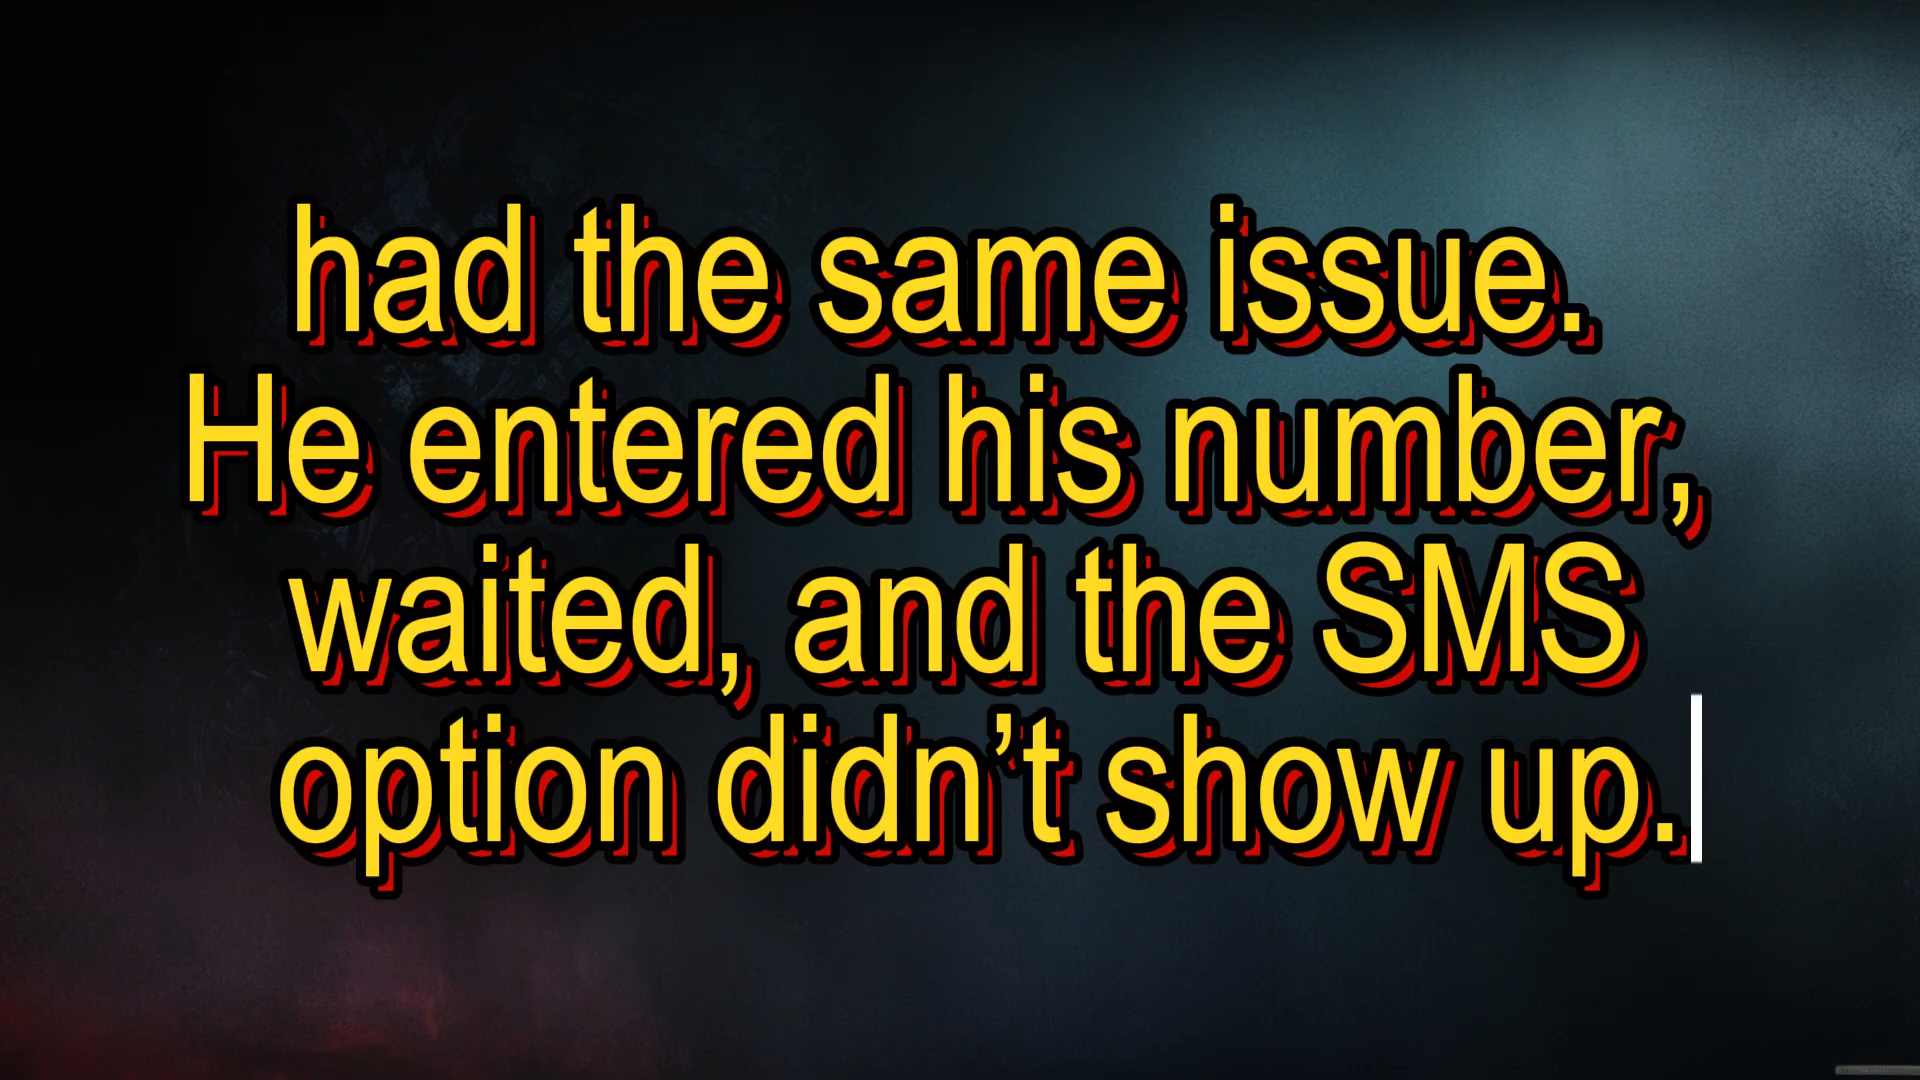 had the same issue.
He entered his number,
waited, and the SMS
option didn’t show up.